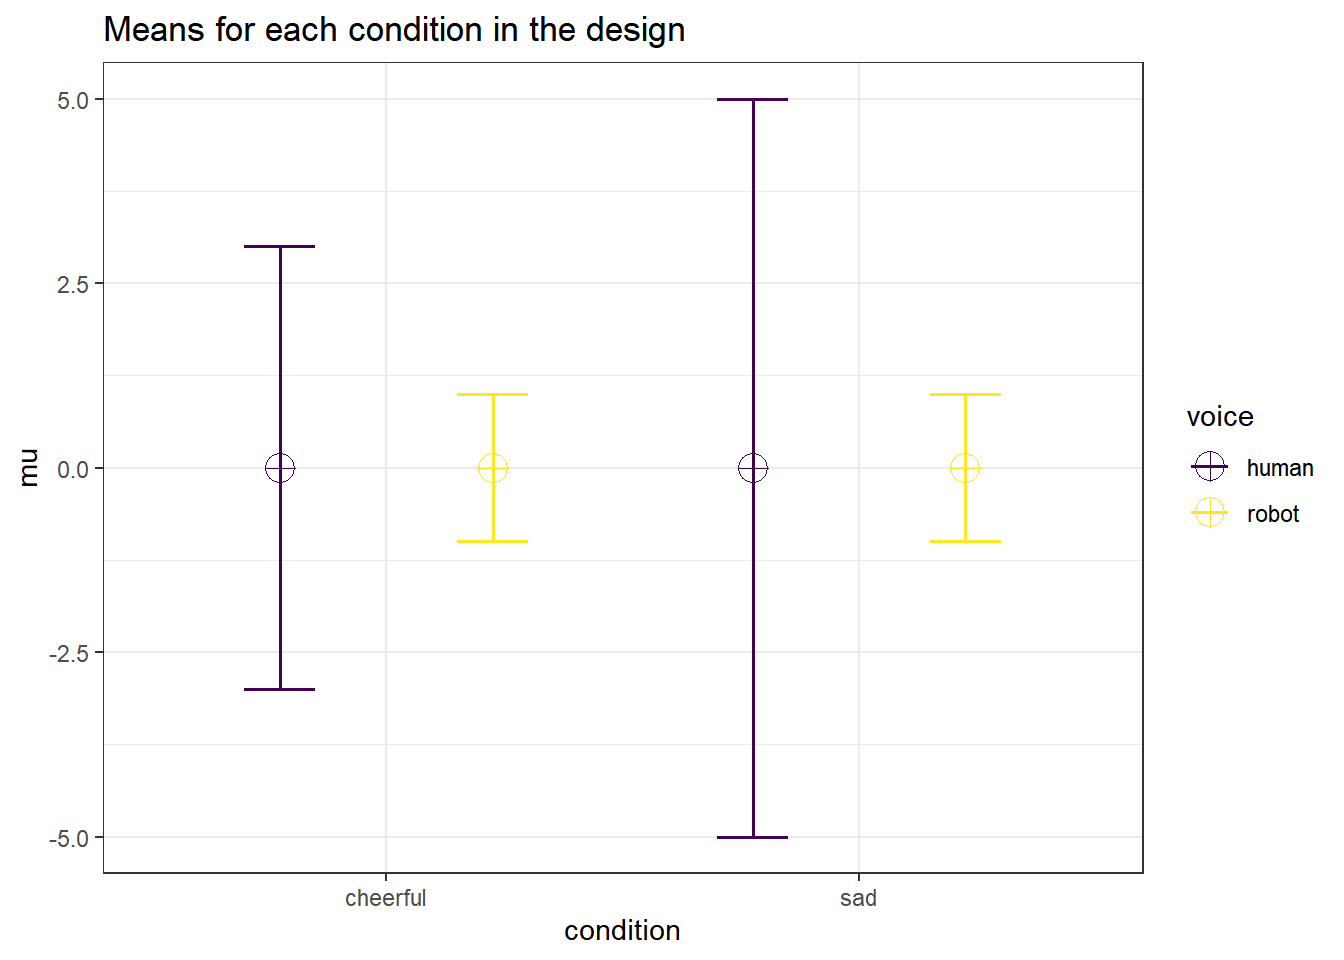 Means for each condition in the design
mu
5.0
2.5
0.0
-2.5
-5.0
cheerful
sad
condition
voice
human
robot